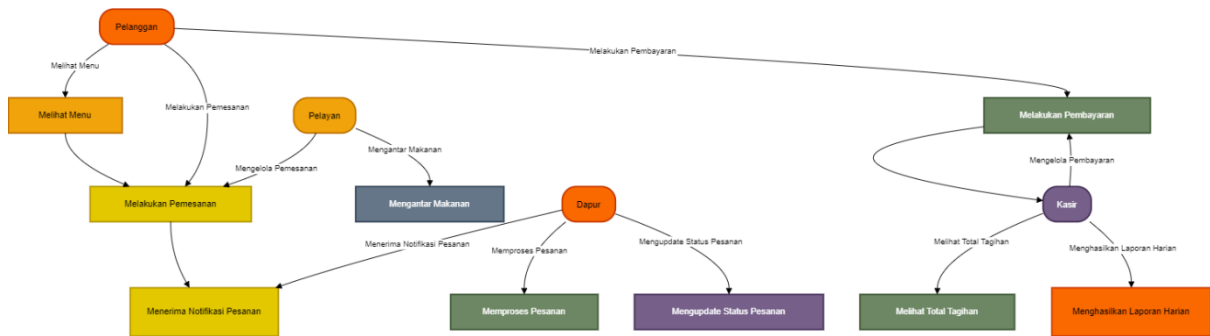 Pelanggan
Melakukan Pembayaran
Melihat Menu
Melakukan Pemesanan
Melihat Menu
Pelayan
Melakukan Pembayaran
Mengantar Makanan
Mengelola Pemesanan
Mengelola Pembayaran
Melakukan Pemesanan
Mengantar Makanan
Dapur
Kasir
Menerima Notifikasi Pesanan
Memproses Pesanan
Mengupdate Status Pesanan
Melihat Total Tagihan
Menghasilkan Laporan Harian
Menerima Notifikasi Pesanan
Memproses Pesanan
Mengupdate Status Pesanan
Melihat Total Tagihan
Menghasilkan Laporan Harian